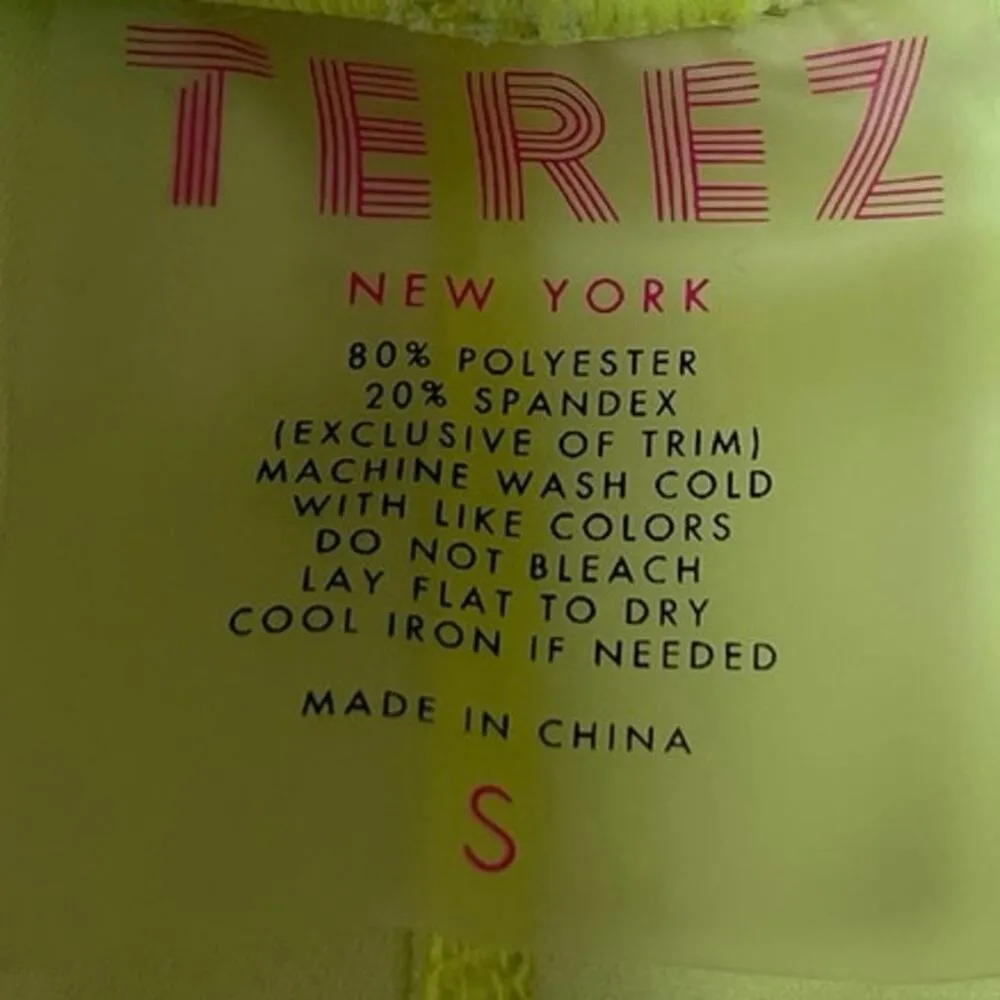 TEREZ
NEW YORK
80% POLYESTER
20% SPANDEX
(EXCLUSIVE OF TRIM)
MACHINE WASH COLD
WITH LIKE COLORS
DO NOT BLEACH
LAY FLAT TO DRY
COOL IRON IF NEEDED
MADE IN CHINA
S